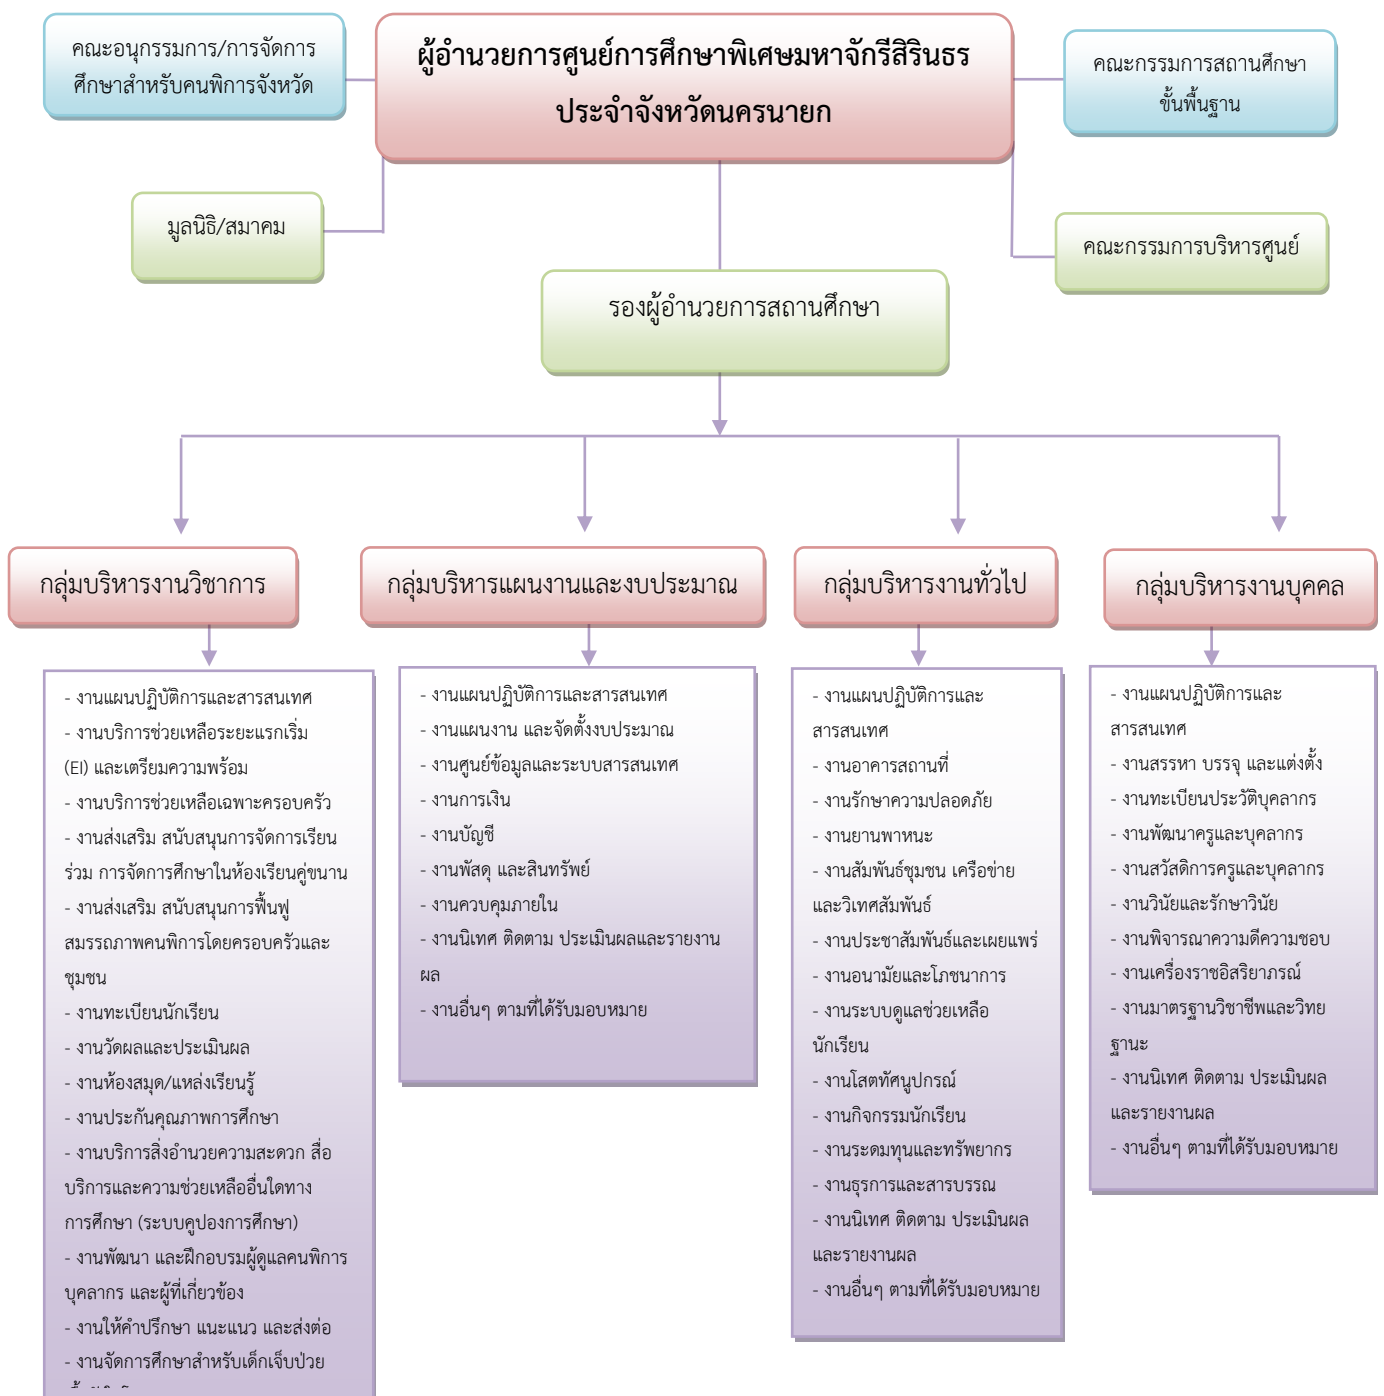 คณะอนุกรรมการ/การจัดการ
ศึกษาสำหรับคนพิการจังหวัด
ผู้อำนวยการศูนย์การศึกษาพิเศษมหาจักรีสิรินธร
ประจำจังหวัดนครนายก
คณะกรรมการสถานศึกษา
ขั้นพื้นฐาน
มูลนิธิ/สมาคม
คณะกรรมการบริหารศูนย์
รองผู้อำนวยการสถานศึกษา
กลุ่มบริหารงานวิชาการ
กลุ่มบริหารแผนงานและงบประมาณ
กลุ่มบริหารงานทั่วไป
กลุ่มบริหารงานบุคคล
- งานแผนปฏิบัติการและสารสนเทศ
- งานบริการช่วยเหลือระยะแรกเริ่ม
(EI) และเตรียมความพร้อม
- งานบริการช่วยเหลือเฉพาะครอบครัว
- งานส่งเสริม สนับสนุนการจัดการเรียน
ร่วม การจัดการศึกษาในห้องเรียนคู่ขนาน
- งานส่งเสริม สนับสนุนการฟื้นฟู
สมรรถภาพคนพิการโดยครอบครัวและ
ชุมชน
- งานทะเบียนนักเรียน
- งานวัดผลและประเมินผล
- งานห้องสมุด/แหล่งเรียนรู้
- งานประกันคุณภาพการศึกษา
- งานบริการสิ่งอำนวยความสะดวก สื่อ
บริการและความช่วยเหลืออื่นใดทาง
การศึกษา (ระบบคูปองการศึกษา)
- งานพัฒนา และฝึกอบรมผู้ดูแลคนพิการ
บุคลากร และผู้ที่เกี่ยวข้อง
- งานให้คำปรึกษา แนะแนว และส่งต่อ
- งานจัดการศึกษาสำหรับเด็กเจ็บป่วย
- งานแผนปฏิบัติการและสารสนเทศ
- งานแผนงาน และจัดตั้งงบประมาณ
- งานศูนย์ข้อมูลและระบบสารสนเทศ
- งานการเงิน
- งานบัญชี
- งานพัสดุ และสินทรัพย์
- งานควบคุมภายใน
- งานนิเทศ ติดตาม ประเมินผลและรายงาน
ผล
- งานอื่นๆ ตามที่ได้รับมอบหมาย
- งานแผนปฏิบัติการและ
สารสนเทศ
- งานอาคารสถานที่
- งานรักษาความปลอดภัย
- งานยานพาหนะ
- งานสัมพันธ์ชุมชน เครือข่าย
และวิเทศสัมพันธ์
- งานประชาสัมพันธ์และเผยแพร่
- งานอนามัยและโภชนาการ
- งานระบบดูแลช่วยเหลือ
นักเรียน
- งานโสตทัศนูปกรณ์
- งานกิจกรรมนักเรียน
- งานระดมทุนและทรัพยากร
- งานธุรการและสารบรรณ
- งานนิเทศ ติดตาม ประเมินผล
และรายงานผล
- งานอื่นๆ ตามที่ได้รับมอบหมาย
- งานแผนปฏิบัติการและ
สารสนเทศ
- งานสรรหา บรรจุ และแต่งตั้ง
- งานทะเบียนประวัติบุคลากร
- งานพัฒนาครูและบุคลากร
- งานสวัสดิการครูและบุคลากร
- งานวินัยและรักษาวินัย
- งานพิจารณาความดีความชอบ
- งานเครื่องราชอิสริยาภรณ์
- งานมาตรฐานวิชาชีพและวิทย
ฐานะ
- งานนิเทศ ติดตาม ประเมินผล
และรายงานผล
- งานอื่นๆ ตามที่ได้รับมอบหมาย